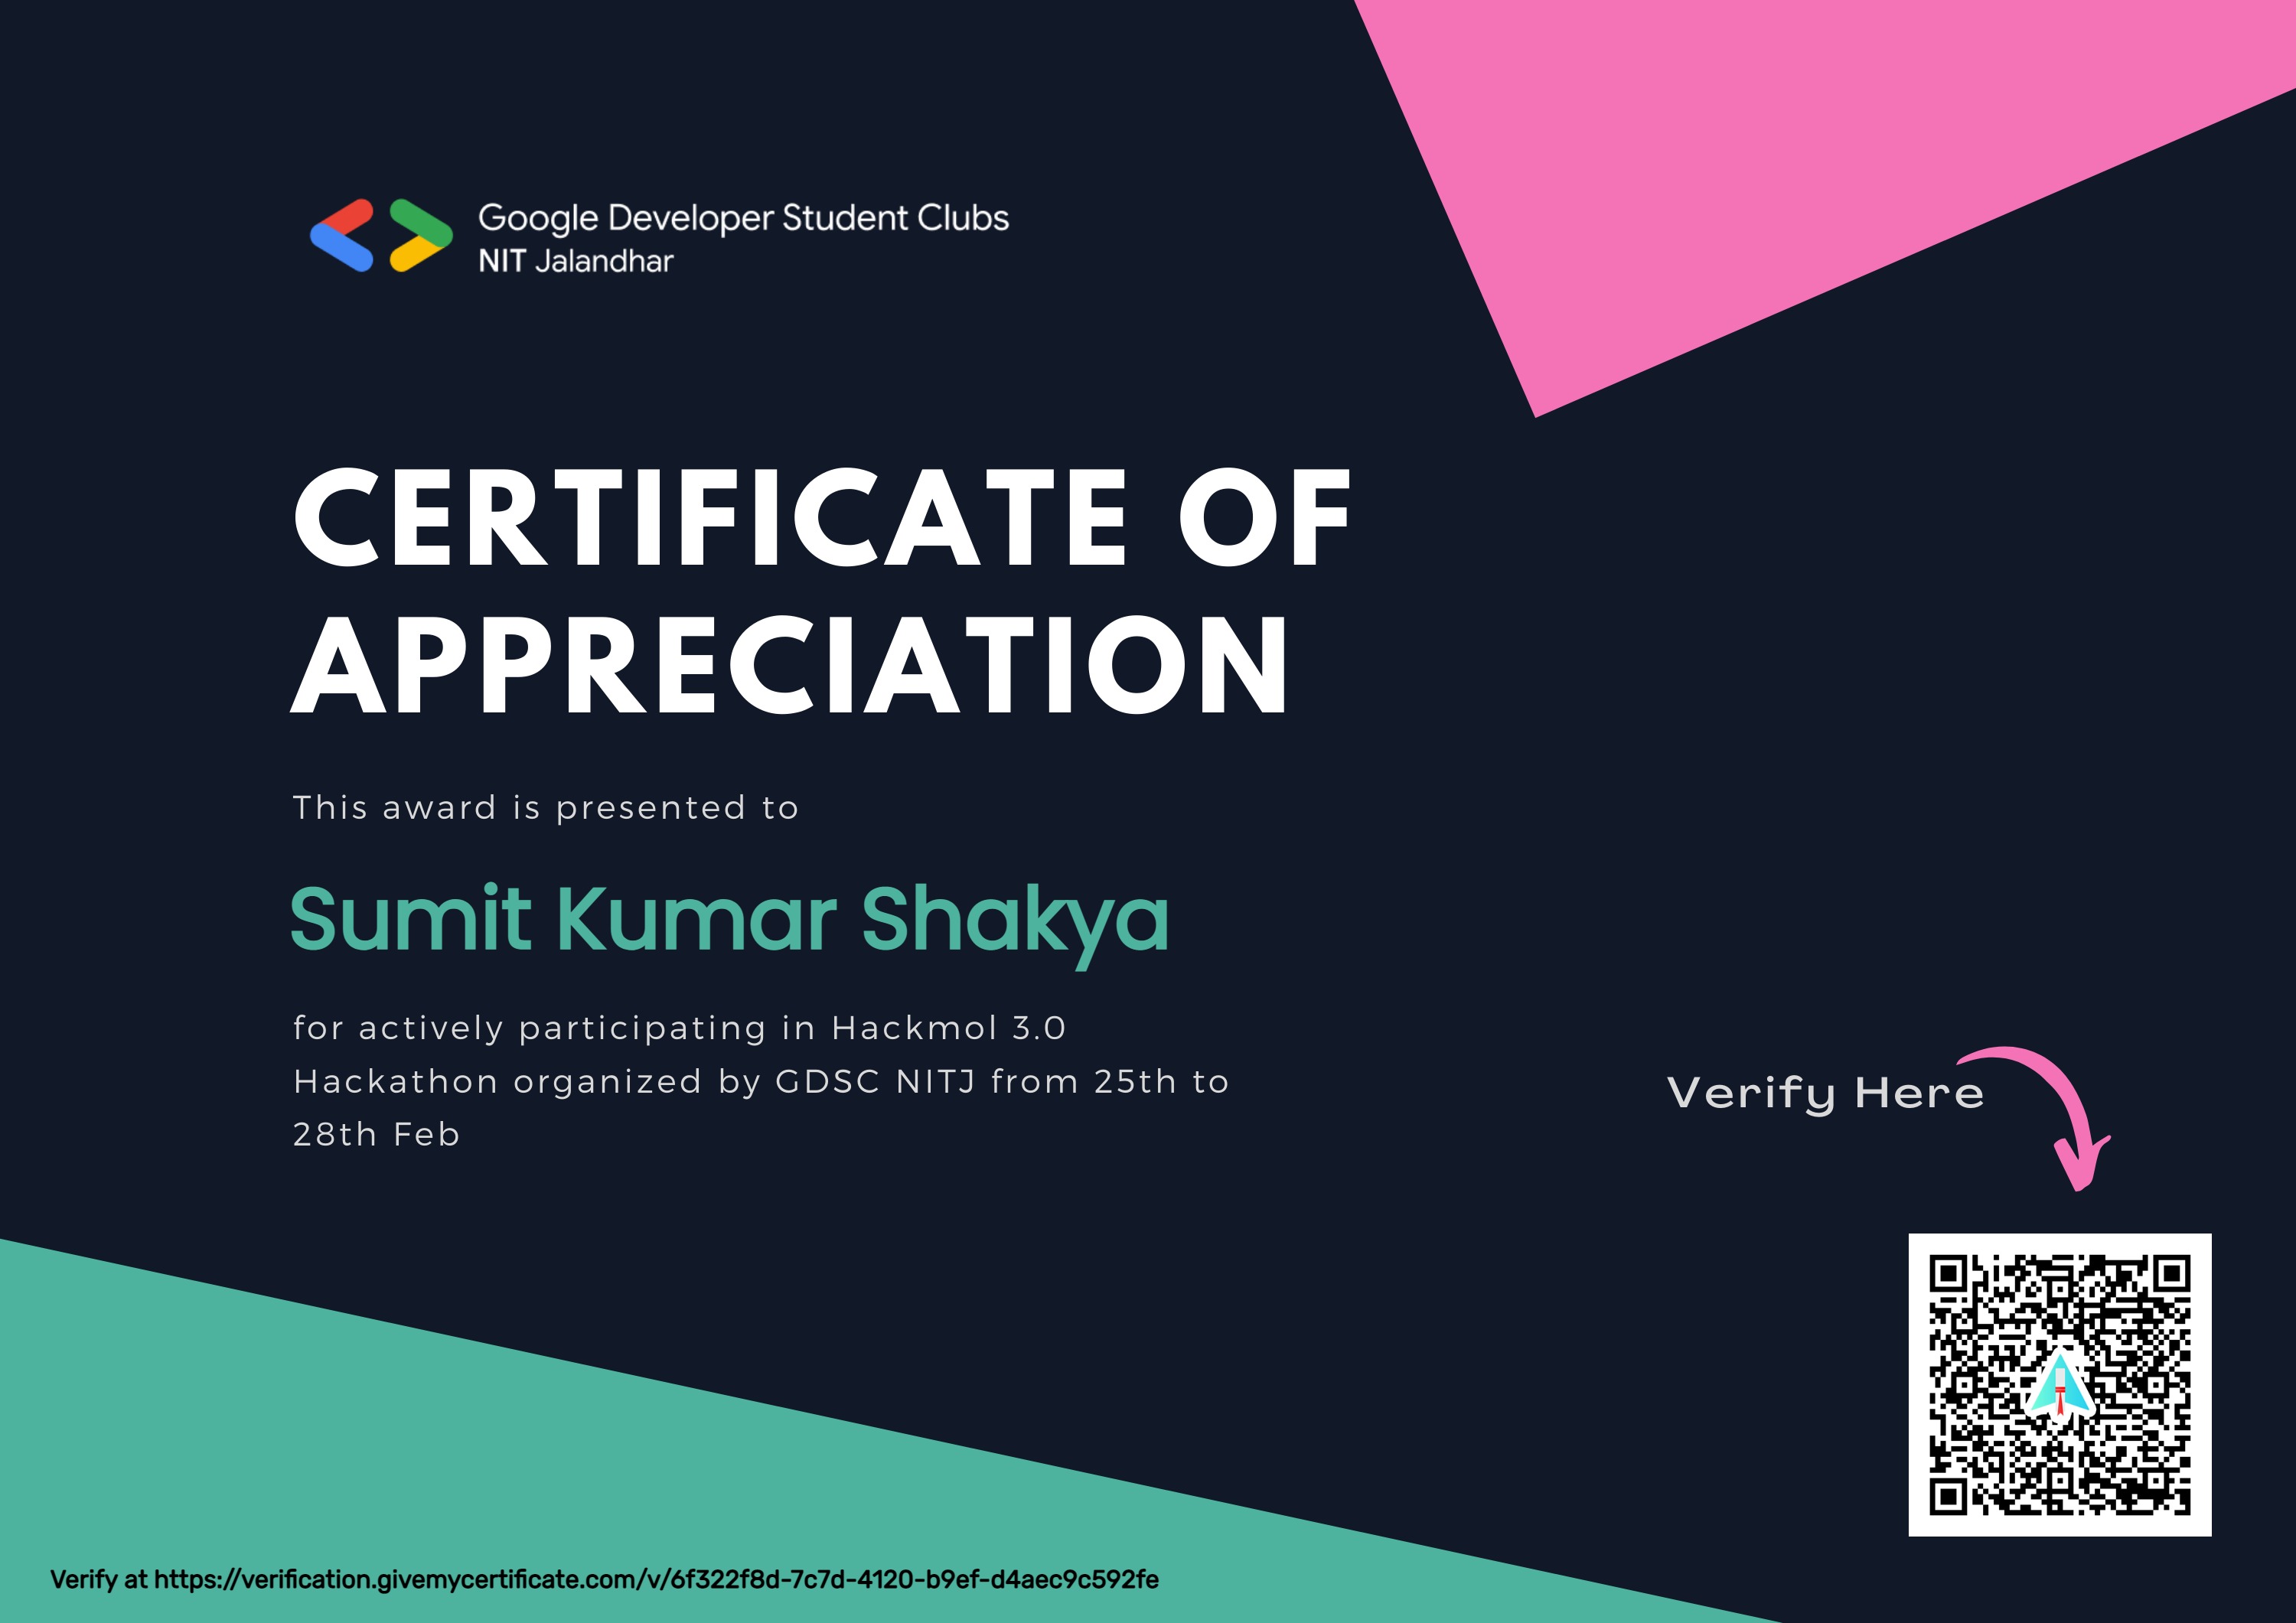 Google Developer Student Clubs
NIT Jalandhar
CERTIFICATE OF
APPRECIATION
This award is presented to
Sumit Kumar Shakya
for actively participating in Hackmol 3.0
Hackathon organized by GDSC NITJ from 25th to
28th Feb
Verify Here
Verify at https://verification.givemycertificate.com/v/6f322f8d-7c7d-4120-b9ef-d4aec9c592fe